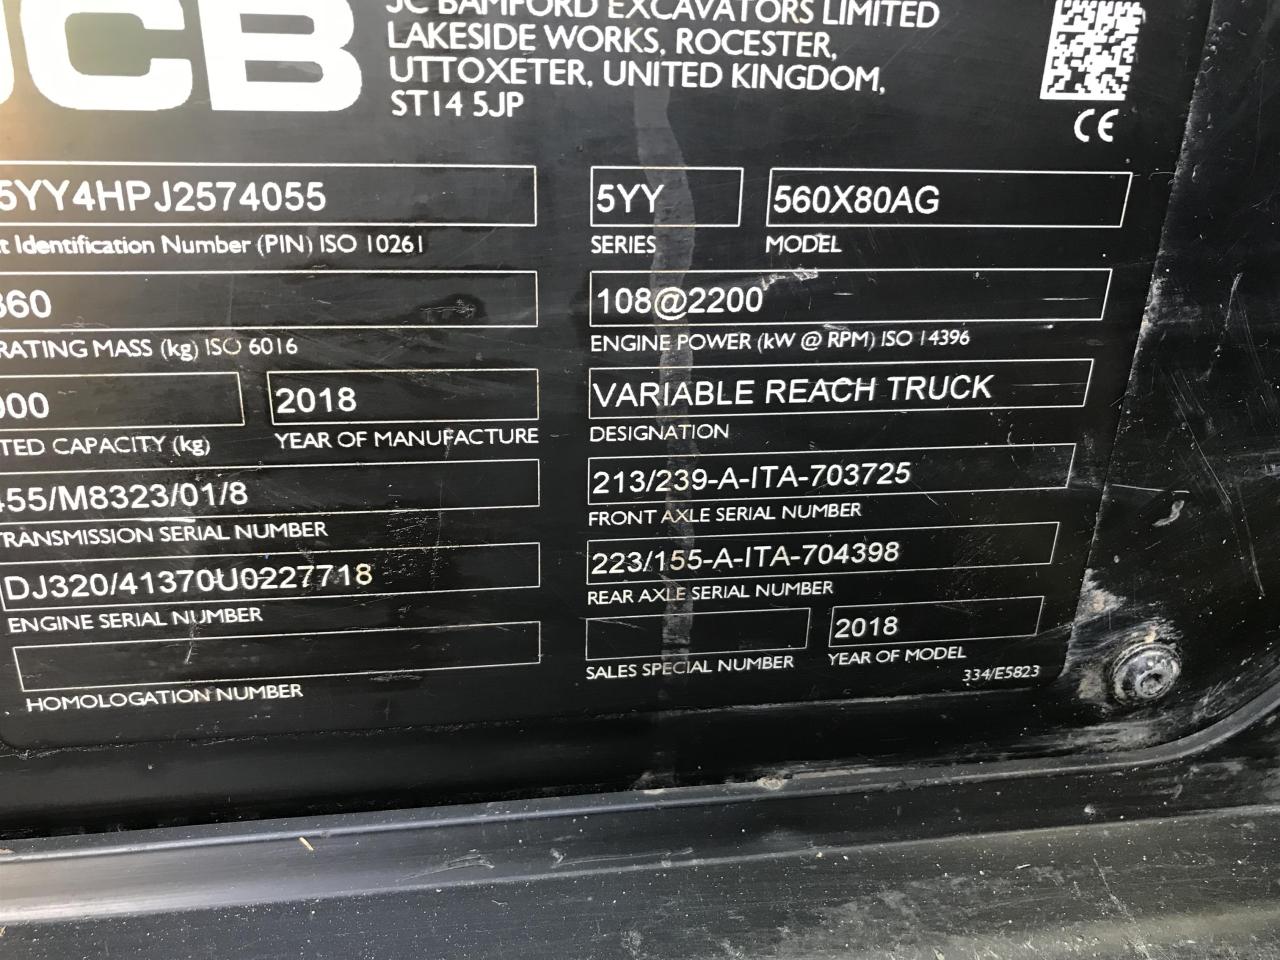 JCB
JC BAMFORD EXCAVATORS LIMITED
LAKESIDE WORKS, ROCESTER,
UTTOXETER, UNITED KINGDOM,
ST14 5JP
CE
5YY4HPJ2574055
t Identification Number (PIN) ISO 10261
5YY
SERIES
560X80AG
MODEL
360
RATING MASS (kg) ISO 6016
108@2200
ENGINE POWER (kW @ RPM) ISO 14396
000
TED CAPACITY (kg)
2018
YEAR OF MANUFACTURE
VARIABLE REACH TRUCK
DESIGNATION
455/M8323/01/8
TRANSMISSION SERIAL NUMBER
213/239-A-ITA-703725
FRONT AXLE SERIAL NUMBER
DJ320/41370U0227718
ENGINE SERIAL NUMBER
223/155-A-ITA-704398
REAR AXLE SERIAL NUMBER
HOMOLOGATION NUMBER
SALES SPECIAL NUMBER
2018
YEAR OF MODEL
334/E5823